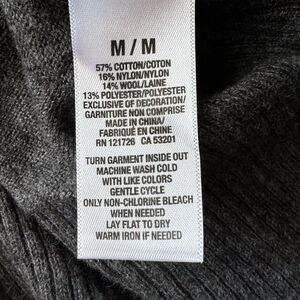 M / M
57% COTTON/COTON
16% NYLON/NYLON
14% WOOL/LAINE
13% POLYESTER/POLYESTER
EXCLUSIVE OF DECORATION/
GARNITURE NON COMPRISE
MADE IN CHINA/
FABRIQUÉ EN CHINE
RN 121726 CA 53201
TURN GARMENT INSIDE OUT
MACHINE WASH COLD
WITH LIKE COLORS
GENTLE CYCLE
ONLY NON-CHLORINE BLEACH
WHEN NEEDED
LAY FLAT TO DRY
WARM IRON IF NEEDED